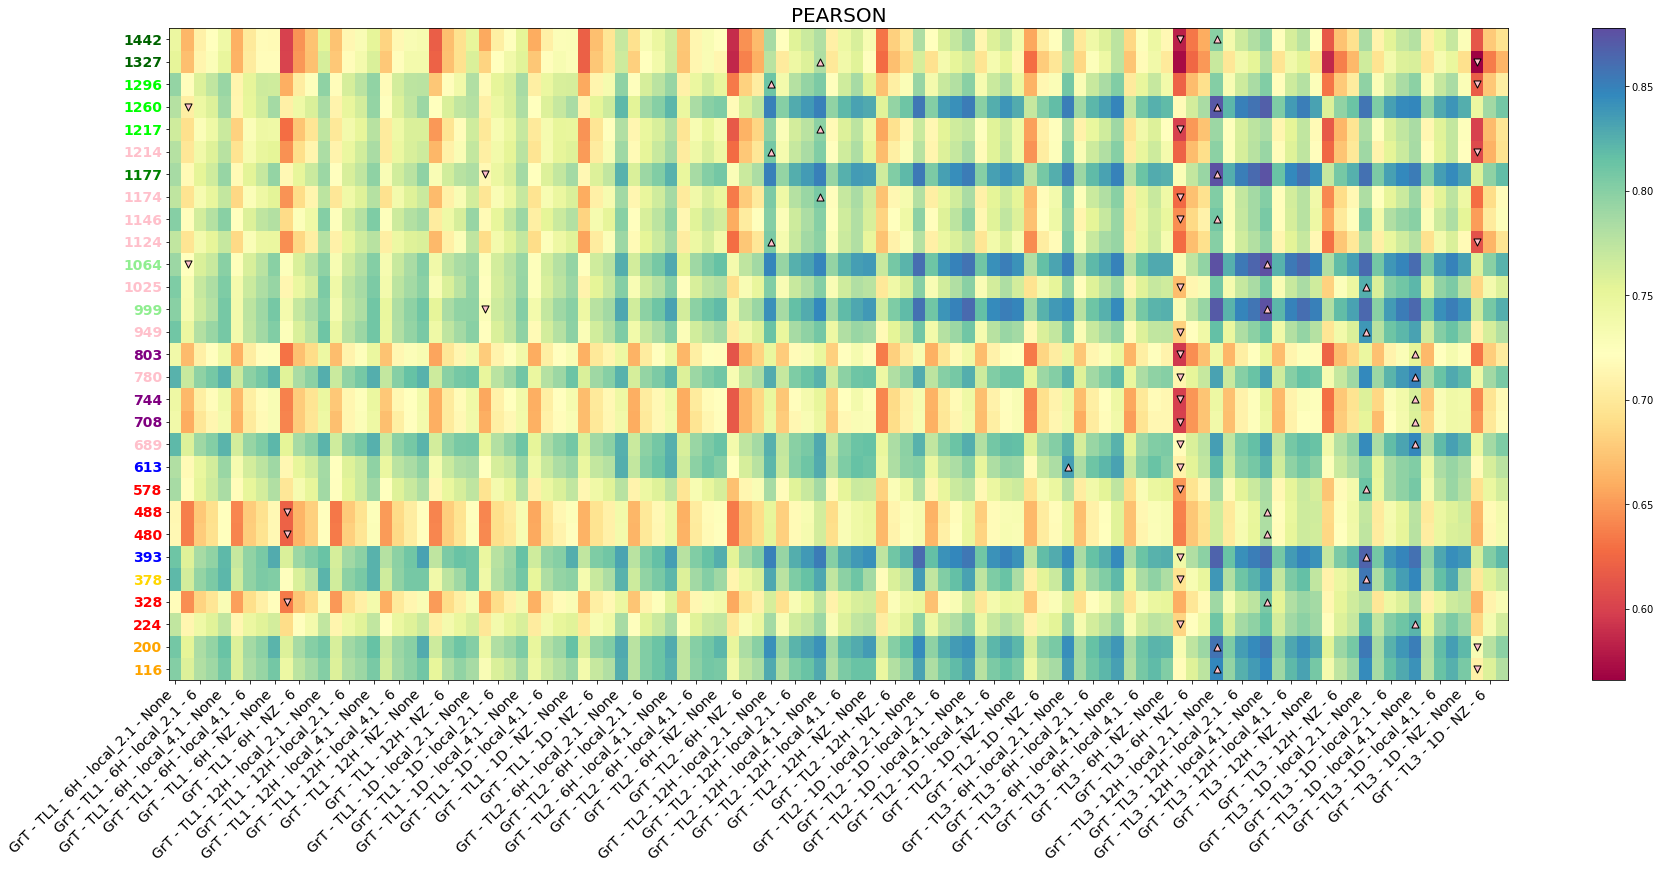 PEARSON
1442
1327
1296
1260
1217
1214
1177
1174
1146
1124
1064
1025
999
949
803
780
744
708
689
613
578
488
480
393
378
328
224
200
116
GrT - TL1 - 6H - local_2.1 - None
GrT - TL1 - 6H - local_2.1 - 6
GrT - TL1 - 6H - local_4.1 - None
GrT - TL1 - 6H - local_4.1 - 6
GrT - TL1 - 6H - NZ - None
GrT - TL1 - 6H - NZ - 6
GrT - TL1 - 12H - local_2.1 - None
GrT - TL1 - 12H - local_2.1 - 6
GrT - TL1 - 12H - local_4.1 - None
GrT - TL1 - 12H - local_4.1 - 6
GrT - TL1 - 12H - NZ - None
GrT - TL1 - 12H - NZ - 6
GrT - TL1 - 1D - local_2.1 - None
GrT - TL1 - 1D - local_2.1 - 6
GrT - TL1 - 1D - local_4.1 - None
GrT - TL1 - 1D - local_4.1 - 6
GrT - TL1 - 1D - NZ - None
GrT - TL1 - 1D - NZ - 6
GrT - TL2 - 6H - local_2.1 - None
GrT - TL2 - 6H - local_2.1 - 6
GrT - TL2 - 6H - local_4.1 - None
GrT - TL2 - 6H - local_4.1 - 6
GrT - TL2 - 6H - NZ - None
GrT - TL2 - 6H - NZ - 6
GrT - TL2 - 12H - local_2.1 - None
GrT - TL2 - 12H - local_2.1 - 6
GrT - TL2 - 12H - local_4.1 - None
GrT - TL2 - 12H - local_4.1 - 6
GrT - TL2 - 12H - NZ - None
GrT - TL2 - 12H - NZ - 6
GrT - TL2 - 1D - local_2.1 - None
GrT - TL2 - 1D - local_2.1 - 6
GrT - TL2 - 1D - local_4.1 - None
GrT - TL2 - 1D - local_4.1 - 6
GrT - TL2 - 1D - NZ - None
GrT - TL2 - 1D - NZ - 6
GrT - TL3 - 6H - local_2.1 - None
GrT - TL3 - 6H - local_2.1 - 6
GrT - TL3 - 6H - local_4.1 - None
GrT - TL3 - 6H - local_4.1 - 6
GrT - TL3 - 6H - NZ - None
GrT - TL3 - 6H - NZ - 6
GrT - TL3 - 12H - local_2.1 - None
GrT - TL3 - 12H - local_2.1 - 6
GrT - TL3 - 12H - local_4.1 - None
GrT - TL3 - 12H - local_4.1 - 6
GrT - TL3 - 12H - NZ - None
GrT - TL3 - 12H - NZ - 6
GrT - TL3 - 1D - local_2.1 - None
GrT - TL3 - 1D - local_2.1 - 6
GrT - TL3 - 1D - local_4.1 - None
GrT - TL3 - 1D - local_4.1 - 6
GrT - TL3 - 1D - NZ - None
GrT - TL3 - 1D - NZ - 6
0.85
0.80
0.75
0.70
0.65
0.60